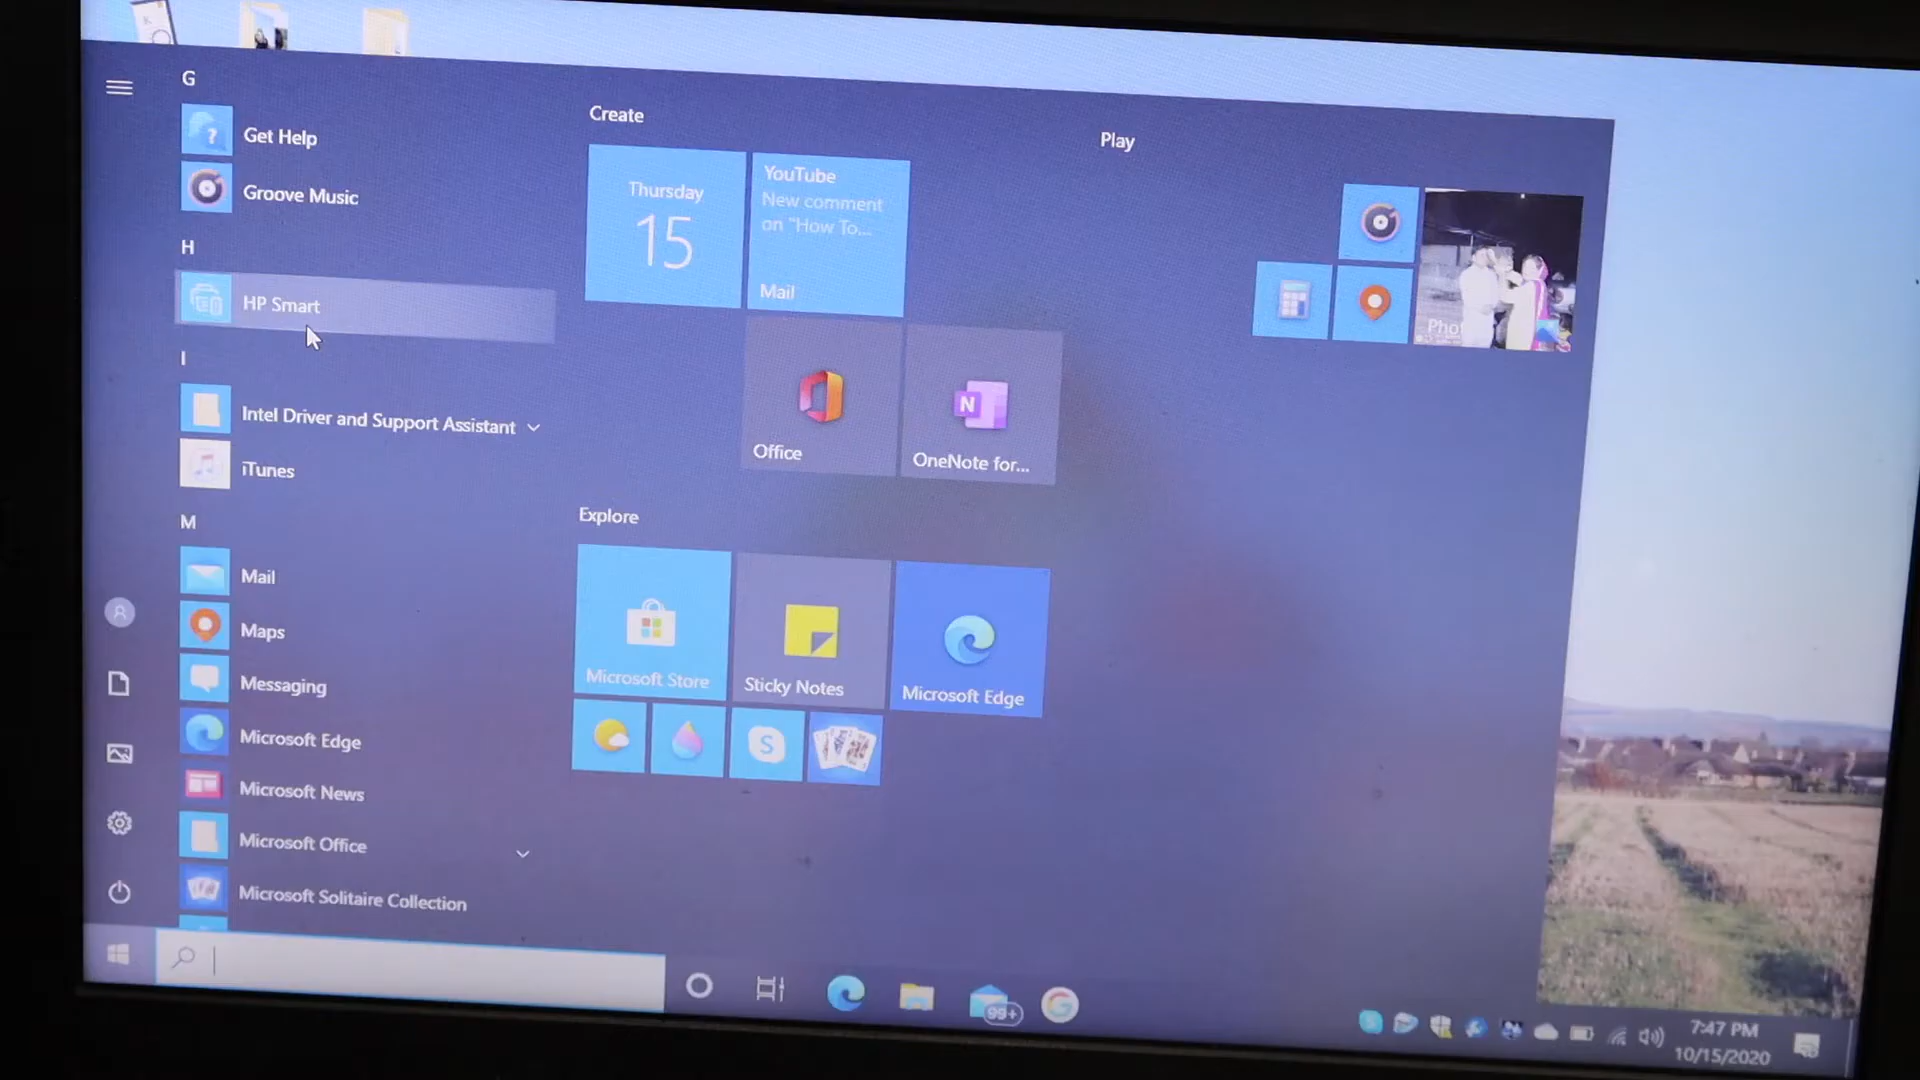 G
Get Help
Groove Music
H
HP Smart
I
Intel Driver and Support Assistant
iTunes
M
Mail
Maps
Messaging
Microsoft Edge
Microsoft News
Microsoft Office
Microsoft Solitaire Collection
Create
Thursday
15
YouTube
New comment
on "How To...
Mail
Office
OneNote for...
Explore
Microsoft Store
Sticky Notes
Microsoft Edge
Play
99+
7:47 PM
10/15/2020